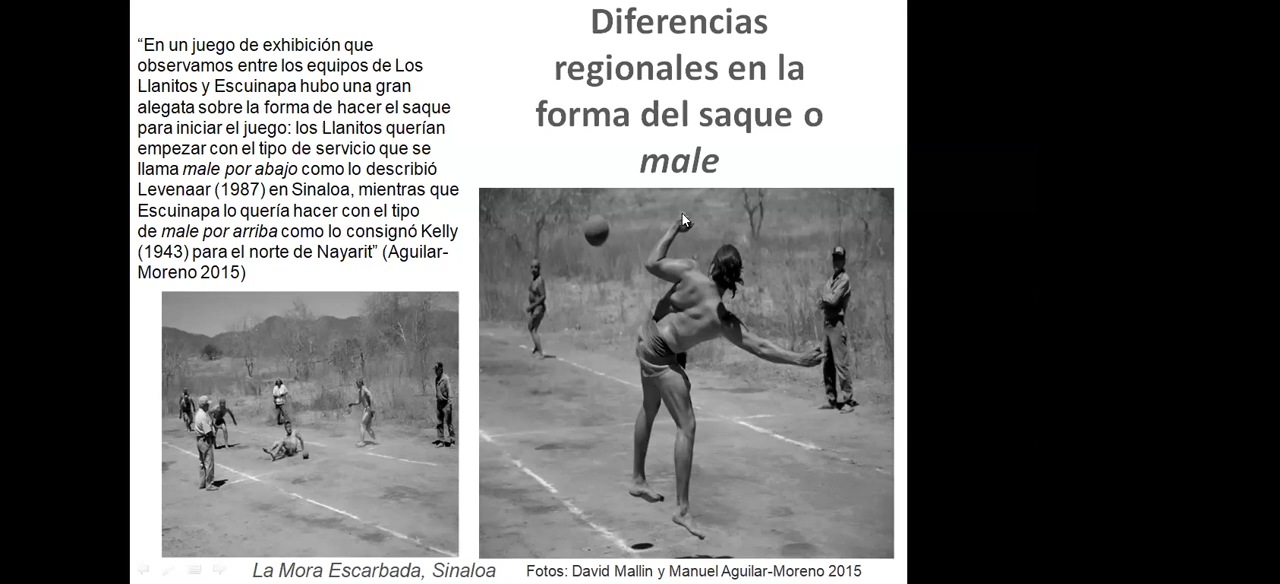 Diferencias
regionales en la
forma del saque o
male
“En un juego de exhibición que
observamos entre los equipos de Los
Llanitos y Escuinapa hubo una gran
alegata sobre la forma de hacer el saque
para iniciar el juego: los Llanitos querían
empezar con el tipo de servicio que se
llama male por abajo como lo describió
Levenaar (1987) en Sinaloa, mientras que
Escuinapa lo quería hacer con el tipo
de male por arriba como lo consignó Kelly
(1943) para el norte de Nayarit” (Aguilar-
Moreno 2015)
La Mora Escarbada, Sinaloa
Fotos: David Mallin y Manuel Aguilar-Moreno 2015